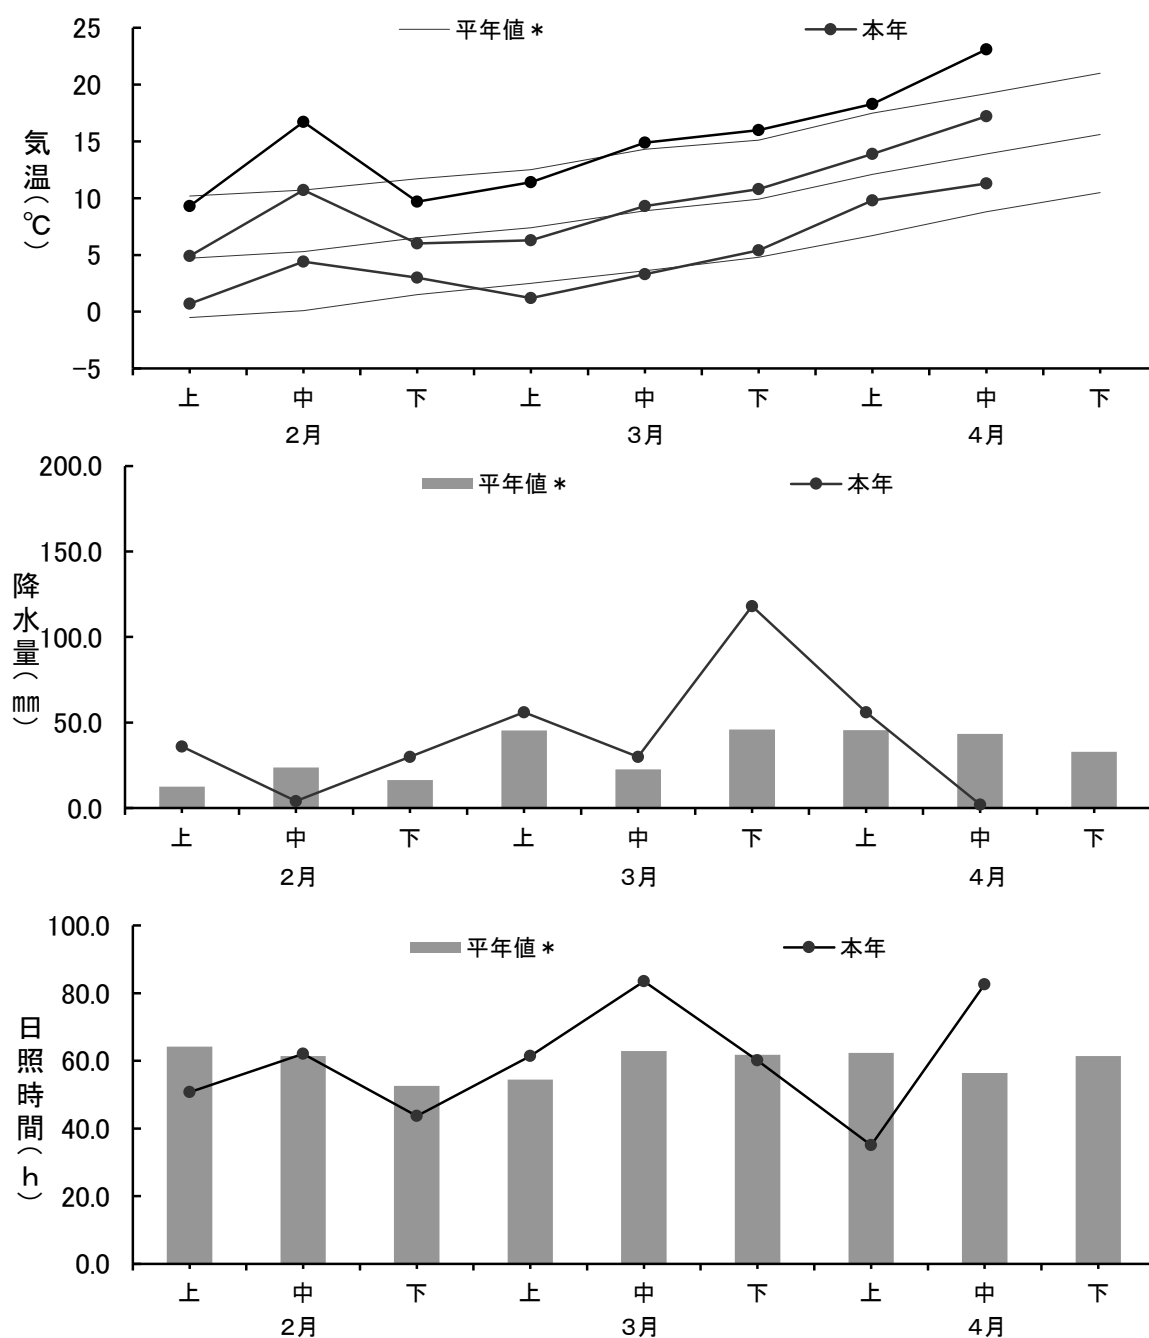 平年値* 本年
25
20
15
10
5
0
-5
気温(℃)
上 中 下 上 中 下 上 中 下
2月 3月 4月
平年値* 本年
200.0
150.0
100.0
50.0
0.0
降水量(㎜)
上 中 下 上 中 下 上 中 下
2月 3月 4月
平年値* 本年
100.0
80.0
60.0
40.0
20.0
0.0
日照時間(h)
上 中 下 上 中 下 上 中 下
2月 3月 4月